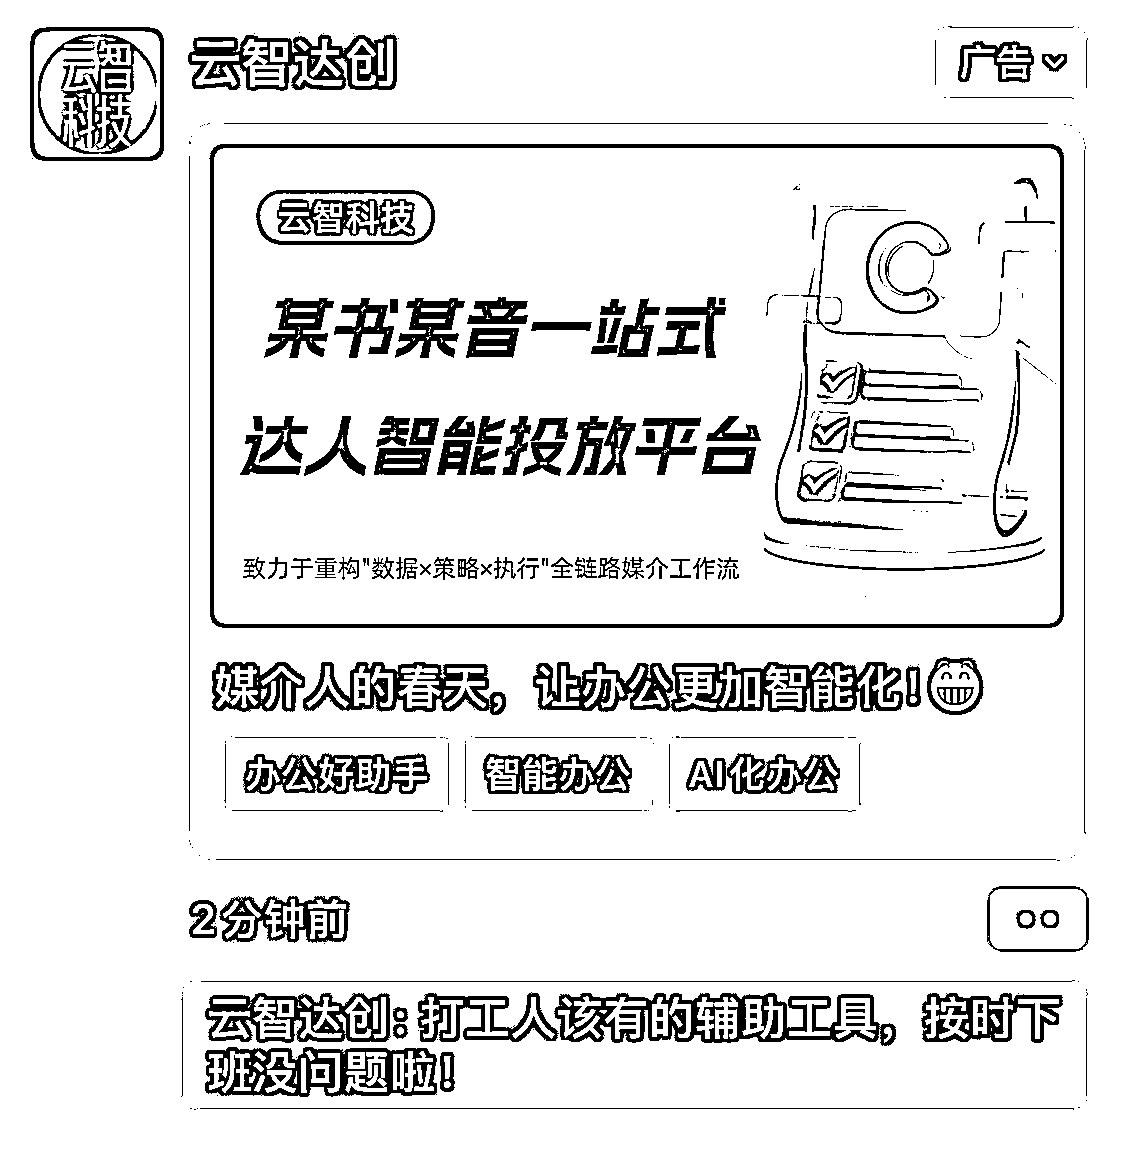 云智科技
云智达创
广告
云智科技
某书某音一站式
达人智能投放平台
致力于重构"数据×策略×执行"全链路媒介工作流
媒介人的春天，让办公更加智能化！😁
办公好助手 智能办公 AI化办公
2分钟前
云智达创：打工人该有的辅助工具，按时下
班没问题啦！